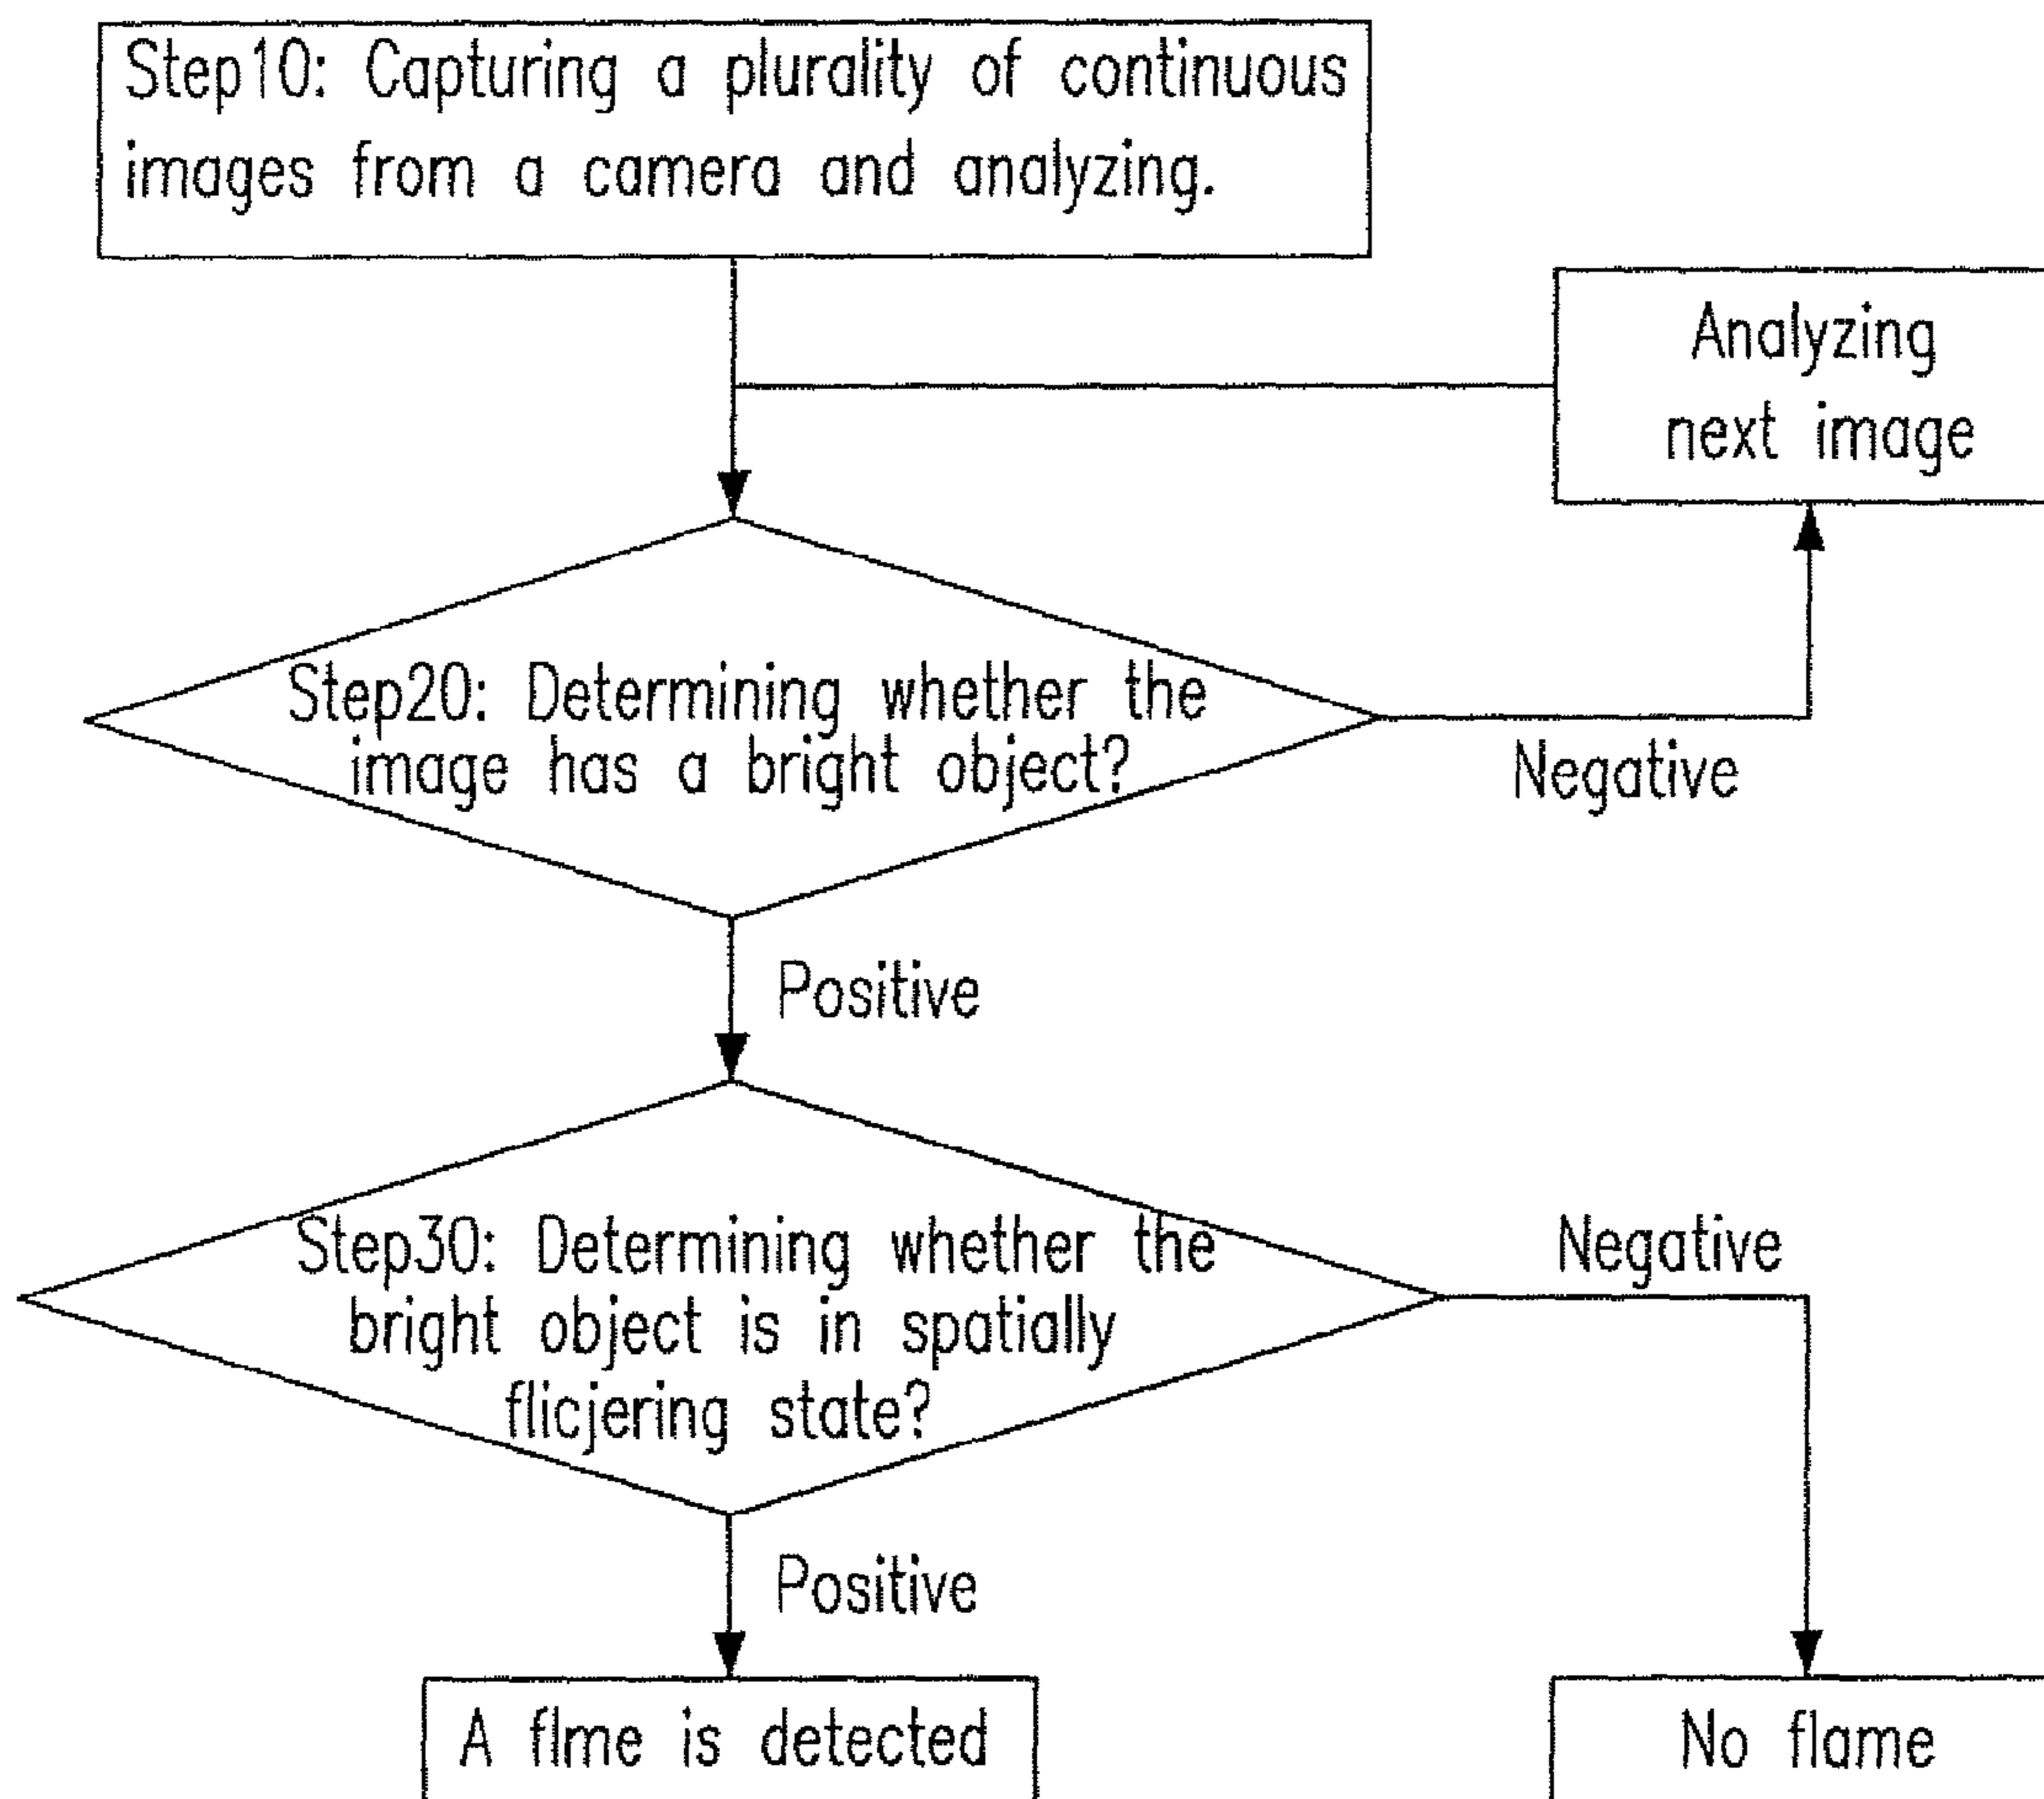 Step10: Capturing a plurality of continuous
images from a camera and analyzing.
Analyzing
next image
Step20: Determining whether the
image has a bright object?
Negative
Positive
Step30: Determining whether the
bright object is in spatially
flicjering state?
Negative
Positive
A flme is detected
No flame